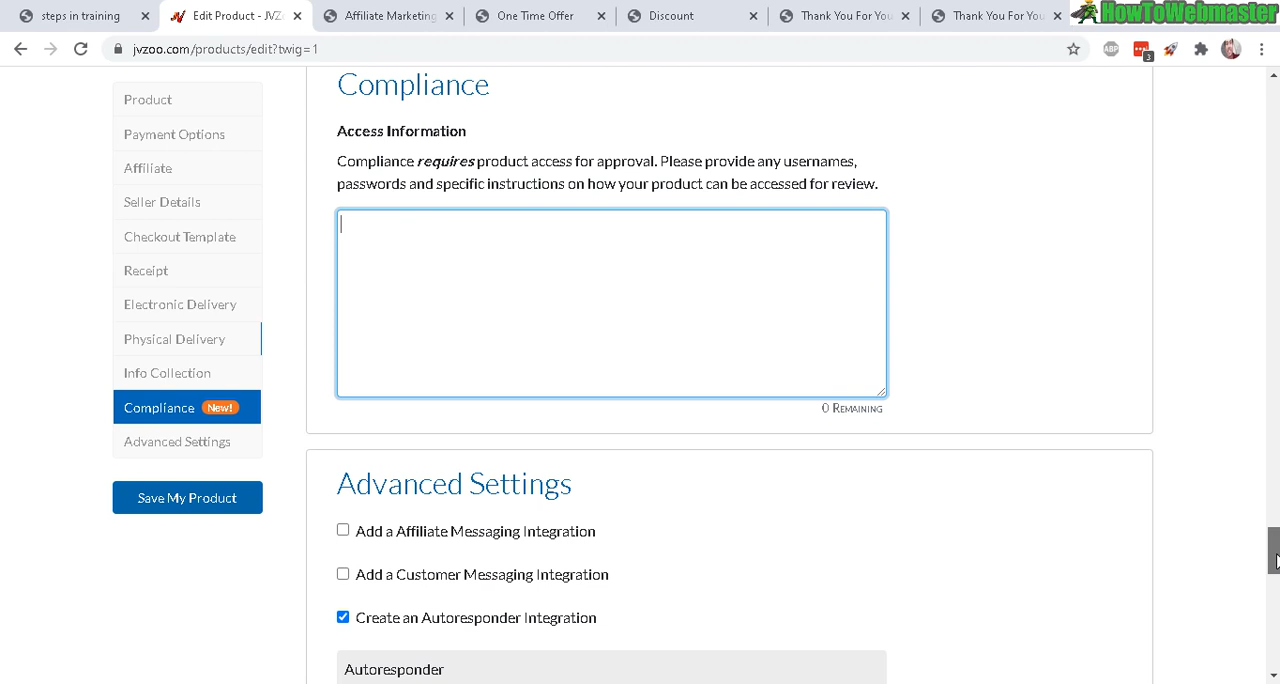 steps in training
Edit Product - JVZ
Affiliate M
One Time Offer
Discount
Thank You For You
Thank You For You
HowToWebmaster
jvzoo.com/products/edit?twig=1
ABP
3
Product
Payment Options
Affiliate
Seller Details
Checkout Template
Receipt
Electronic Delivery
Physical Delivery
Info Collection
Compliance New!
Advanced Settings
Save My Product
Compliance
Access Information
Compliance requires product access for approval. Please provide any usernames,
passwords and specific instructions on how your product can be accessed for review.
0 Remaining
Advanced Settings
Add a Affiliate Messaging Integration
Add a Customer Messaging Integration
Create an Autoresponder Integration
Autoresponder